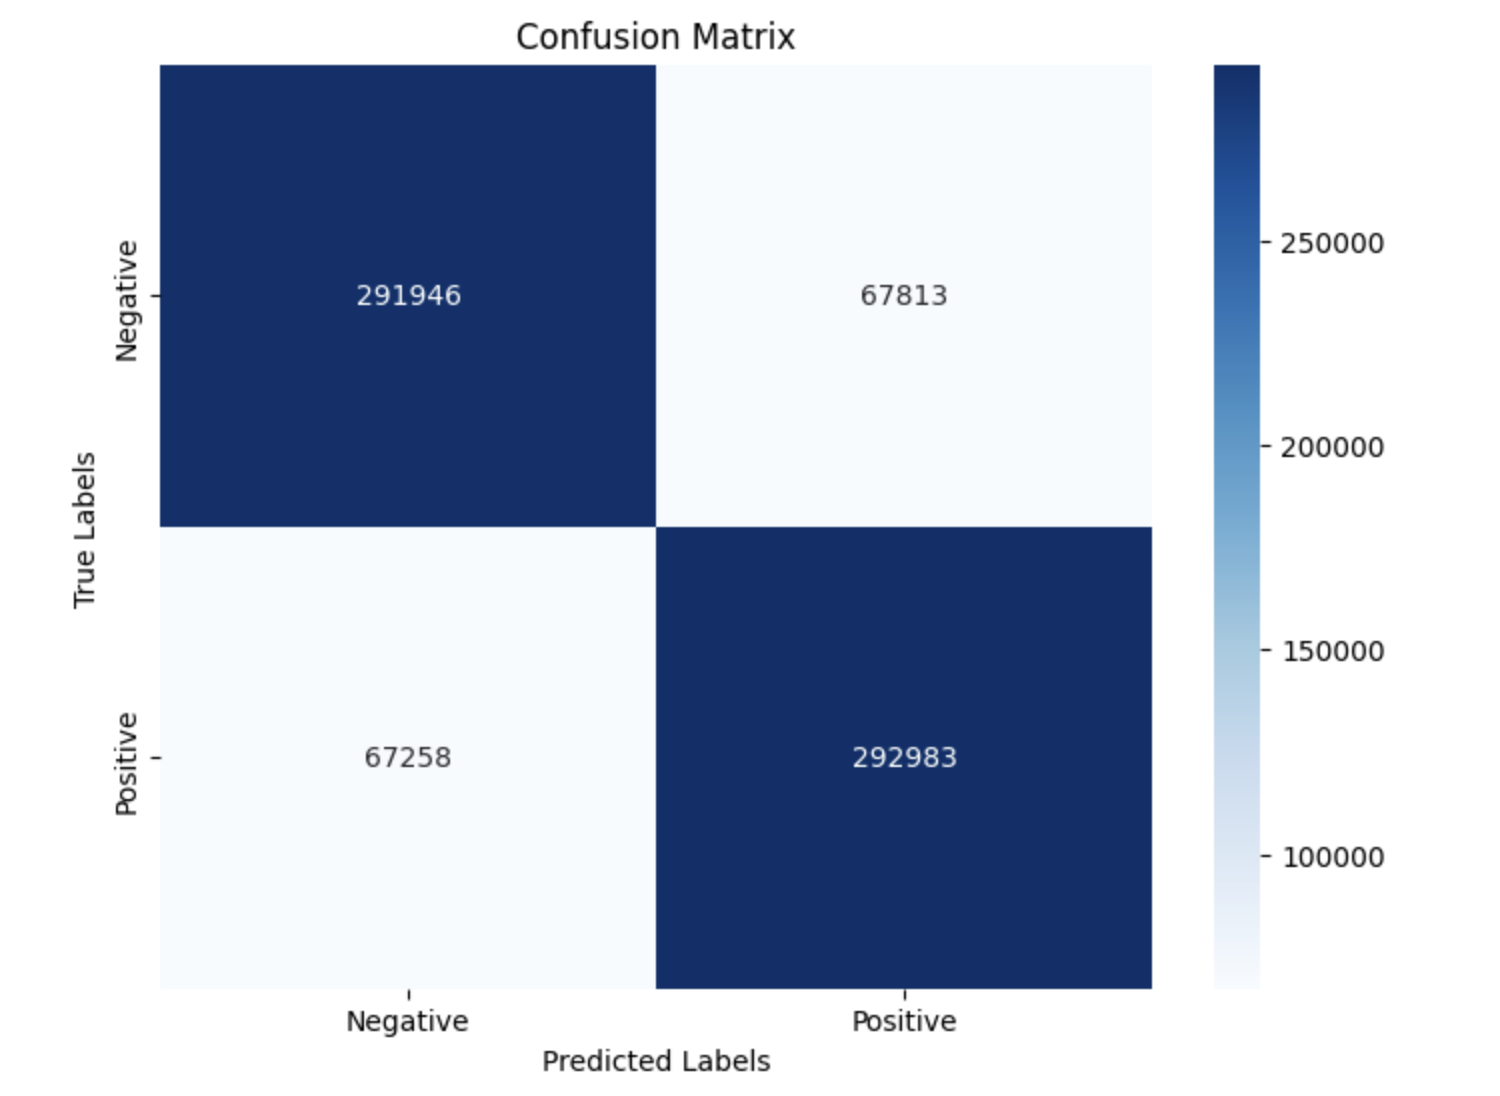 Confusion Matrix
True Labels
Negative
291946
67813
Positive
67258
292983
Negative
Positive
Predicted Labels
250000
200000
150000
100000